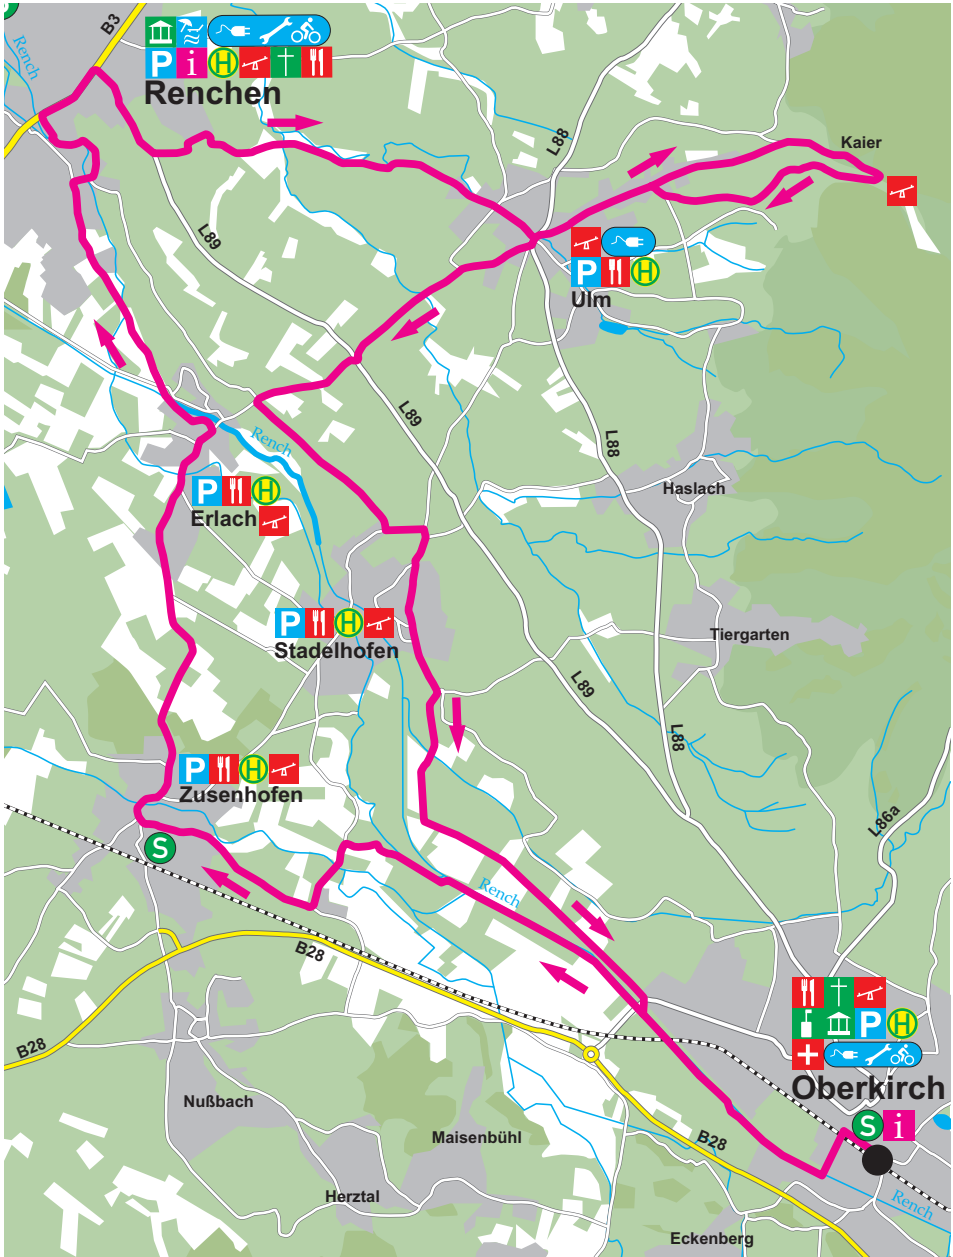 B3
Rench
P i H
Renchen
L88
Kaier
L89
P H
Ulm
L89
L88
Rench
Haslach
P H
Erlach
P H
Stadelhofen
Tiergarten
L89
L88
P H
Zusenhofen
L86a
S
Rench
B28
P H
B28
Oberkirch
Nußbach
S i
Maisenbühl
B28
Herztal
Rench
Eckenberg